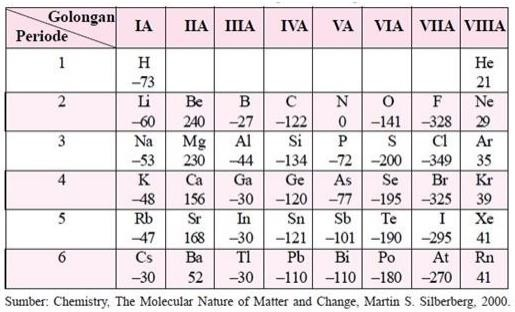 Golongan IA IIA IIIA IVA VA VIA VIIA VIIIA
Periode
1 H He
–73 21
2 Li Be B C N O F Ne
–60 240 –27 –122 0 –141 –328 29
3 Na Mg Al Si P S Cl Ar
–53 230 –44 –134 –72 –200 –349 35
4 K Ca Ga Ge As Se Br Kr
–48 156 –30 –120 –77 –195 –325 39
5 Rb Sr In Sn Sb Te I Xe
–47 168 –30 –121 –101 –190 –295 41
6 Cs Ba Tl Pb Bi Po At Rn
–30 52 –30 –110 –110 –180 –270 41
Sumber: Chemistry, The Molecular Nature of Matter and Change, Martin S. Silberberg, 2000.